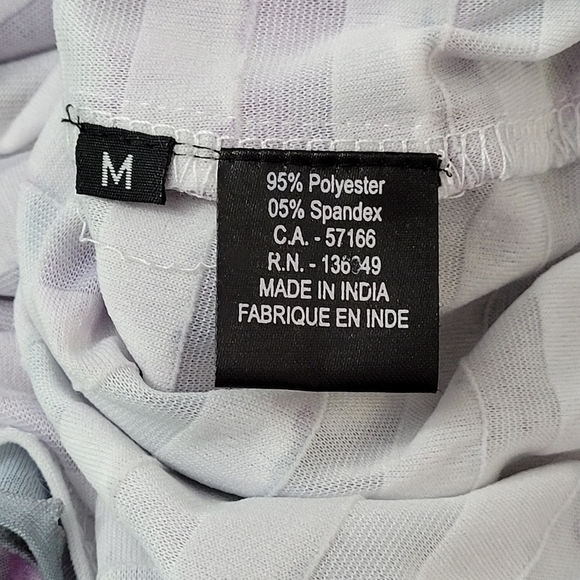 M
95% Polyester
05% Spandex
C.A. - 57166
R.N. -
MADE IN INDIA
FABRIQUE EN INDE